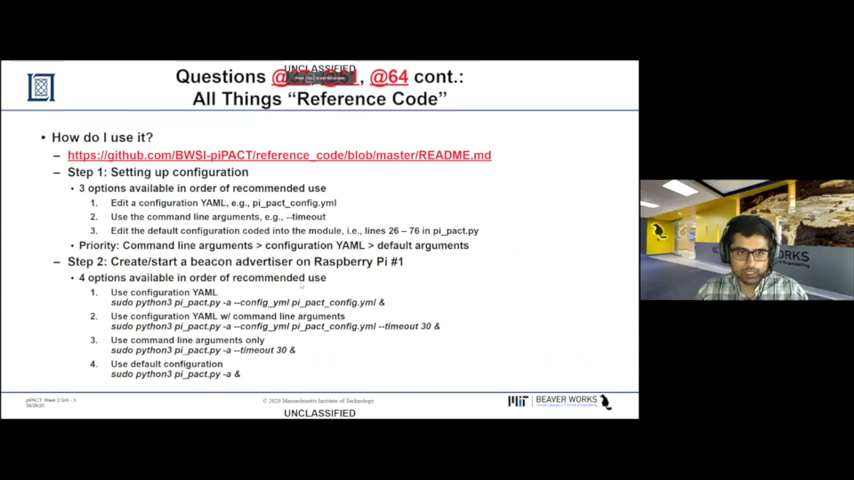 UNCLASSIFIED
Questions @, @64 cont.:
All Things “Reference Code”
• How do I use it?
– https://github.com/BWSI-piPACT/reference_code/blob/master/README.md
– Step 1: Setting up configuration
• 3 options available in order of recommended use
1. Edit a configuration YAML, e.g., pi_pact_config.yml
2. Use the command line arguments, e.g., --timeout
3. Edit the default configuration coded into the module, i.e., lines 26 – 76 in pi_pact.py
• Priority: Command line arguments > configuration YAML > default arguments
– Step 2: Create/start a beacon advertiser on Raspberry Pi #1
• 4 options available in order of recommended use
1. Use configuration YAML
sudo python3 pi_pact.py -a --config_yml pi_pact_config.yml &
2. Use configuration YAML w/ command line arguments
sudo python3 pi_pact.py -a --config_yml pi_pact_config.yml --timeout 30 &
3. Use command line arguments only
sudo python3 pi_pact.py -a --timeout 30 &
4. Use default configuration
sudo python3 pi_pact.py -a &
piPACT Week 2 Q/A - 3
© 2020 Massachusetts Institute of Technology.
MIT BEAVER WORKS
UNCLASSIFIED
ORKS